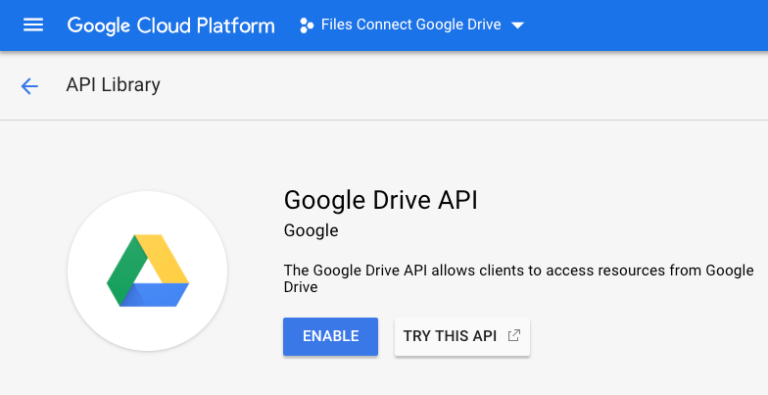 Google Cloud Platform
Files Connect Google Drive
API Library
Google Drive API
Google
The Google Drive API allows clients to access resources from Google
Drive
ENABLE
TRY THIS API